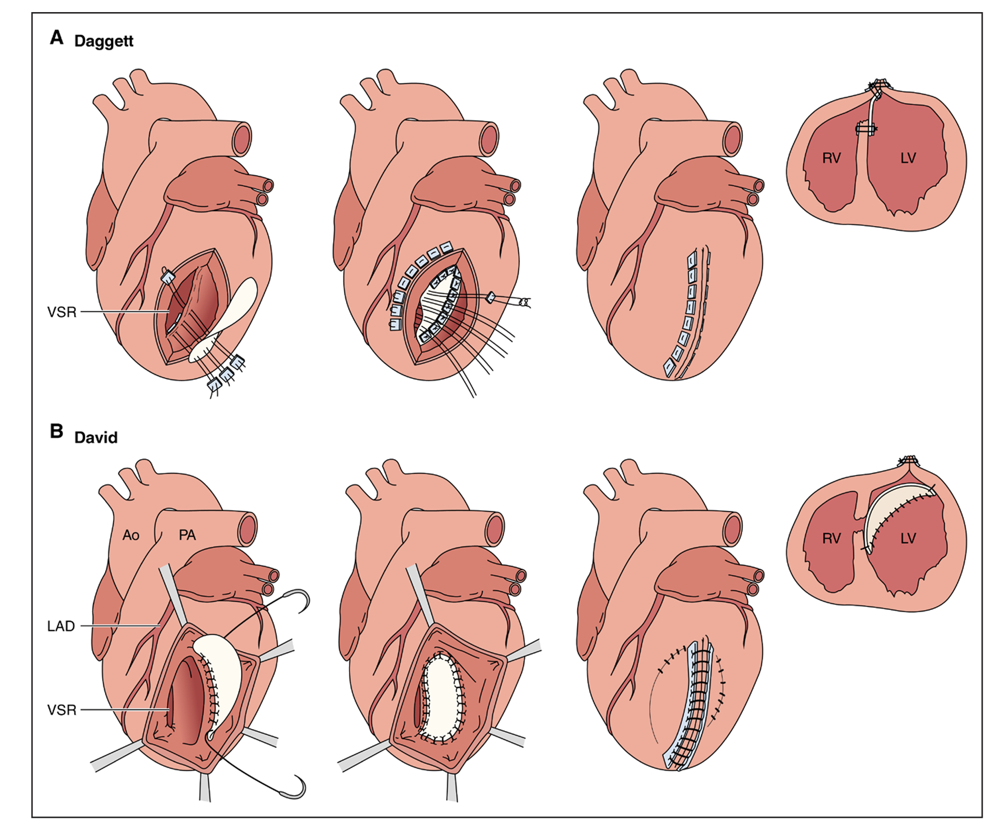 A Daggett
RV LV
VSR
B David
Ao PA
RV LV
LAD
VSR